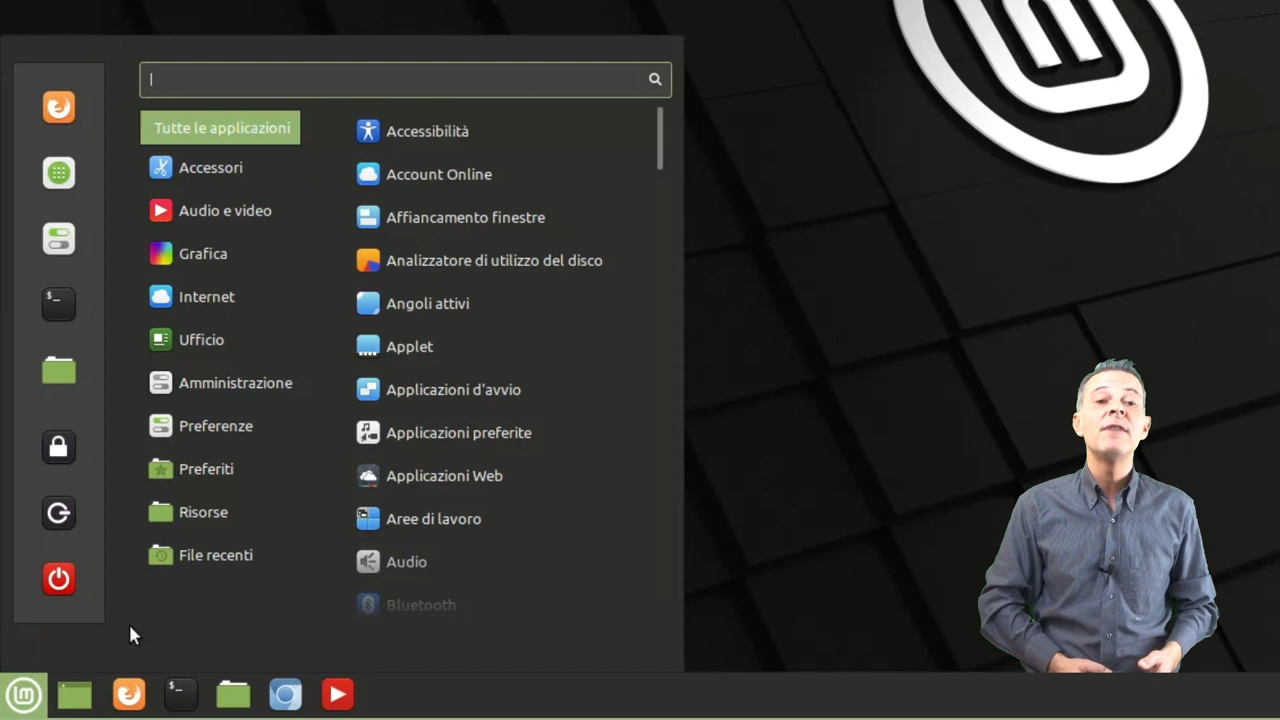 Tutte le applicazioni
Accessori
Audio e video
Grafica
Internet
Ufficio
Amministrazione
Preferenze
Preferiti
Risorse
File recenti
Accessibilità
Account Online
Affiancamento finestre
Analizzatore di utilizzo del disco
Angoli attivi
Applet
Applicazioni d'avvio
Applicazioni preferite
Applicazioni Web
Aree di lavoro
Audio
Bluetooth